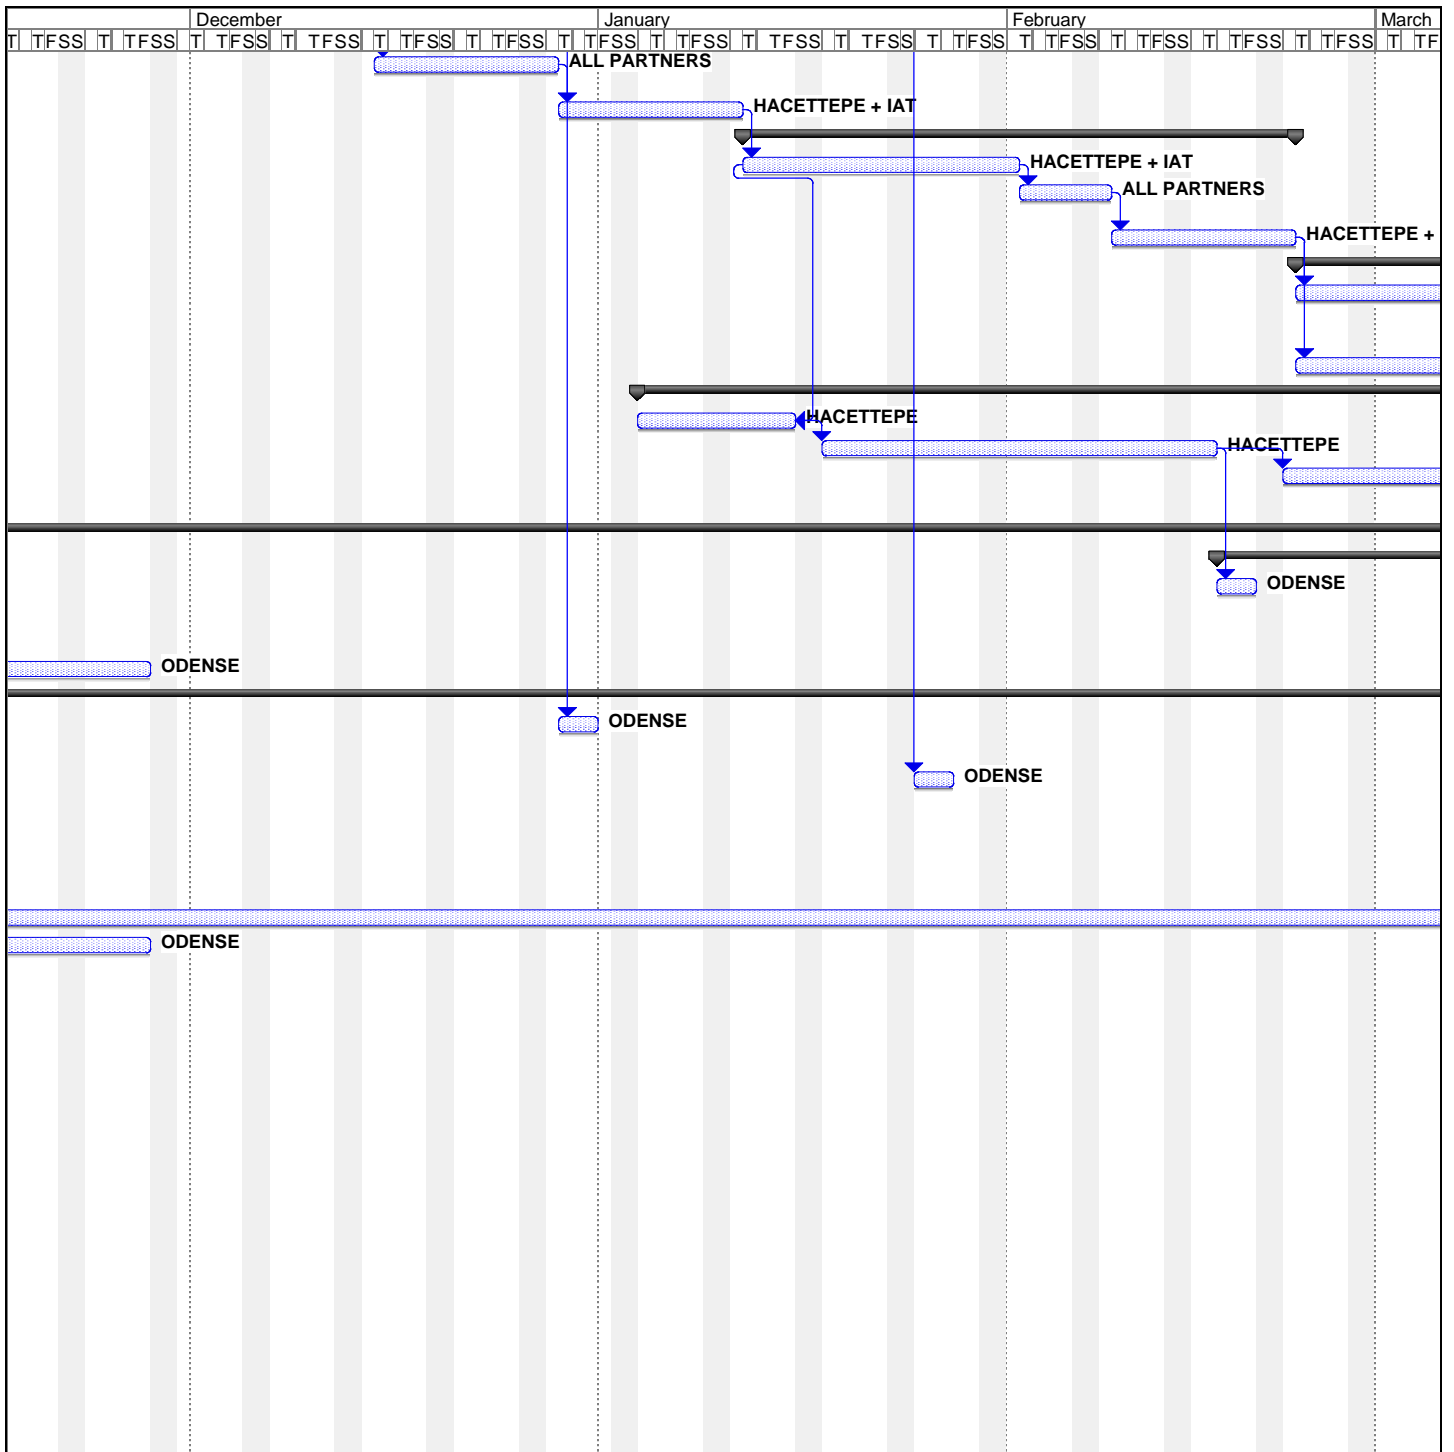 December January February March
T TFSS T TFSS T TFSS T TFSS T TFSS T TFSS T TFSS T TFSS T TFSS T TFSS T TFSS T TFSS T TFSS T TFSS T TFSS T TF
ALL PARTNERS
HACETTEPE + IAT
HACETTEPE + IAT
ALL PARTNERS
HACETTEPE +
HACETTEPE
HACETTEPE
ODENSE
ODENSE
ODENSE
ODENSE
ODENSE